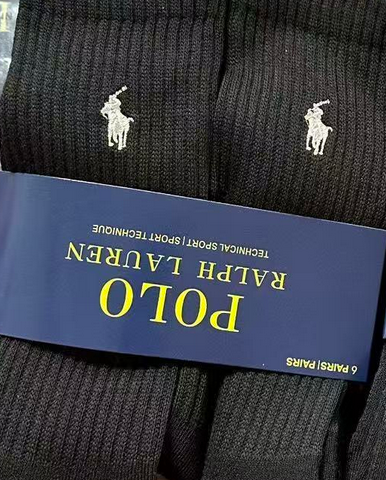 POLO
RALPH LAUREN
TECHNICAL SPORT | SPORT TECHNIQUE
6 PAIRS | PAIRS